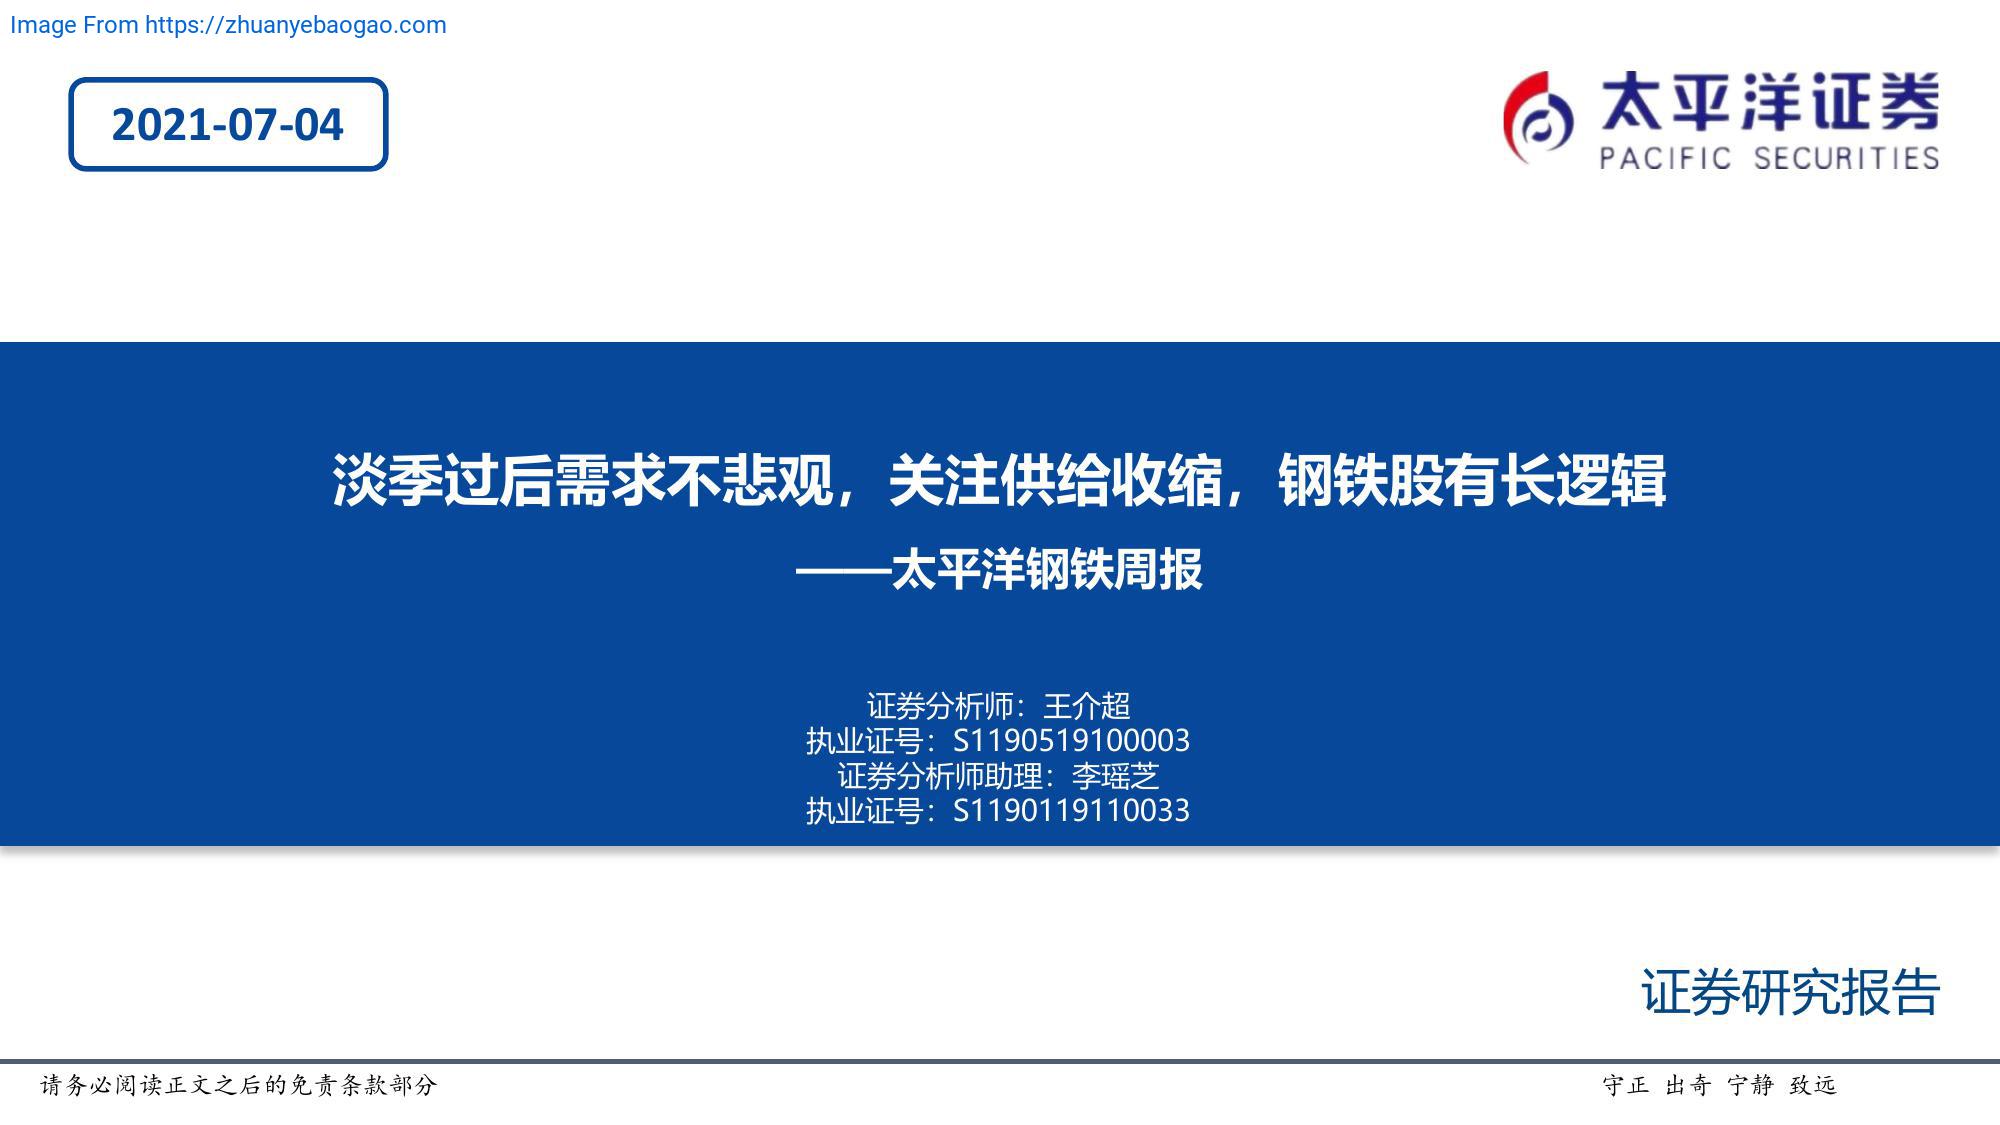 Image From https://zhuanyebaogao.com
2021-07-04
太平洋证券
PACIFIC SECURITIES
淡季过后需求不悲观，关注供给收缩，钢铁股有长逻辑
——太平洋钢铁周报
证券分析师：王介超
执业证号：S1190519100003
证券分析师助理：李瑶芝
执业证号：S1190119110033
证券研究报告
请务必阅读正文之后的免责条款部分
守正 出奇 宁静 致远